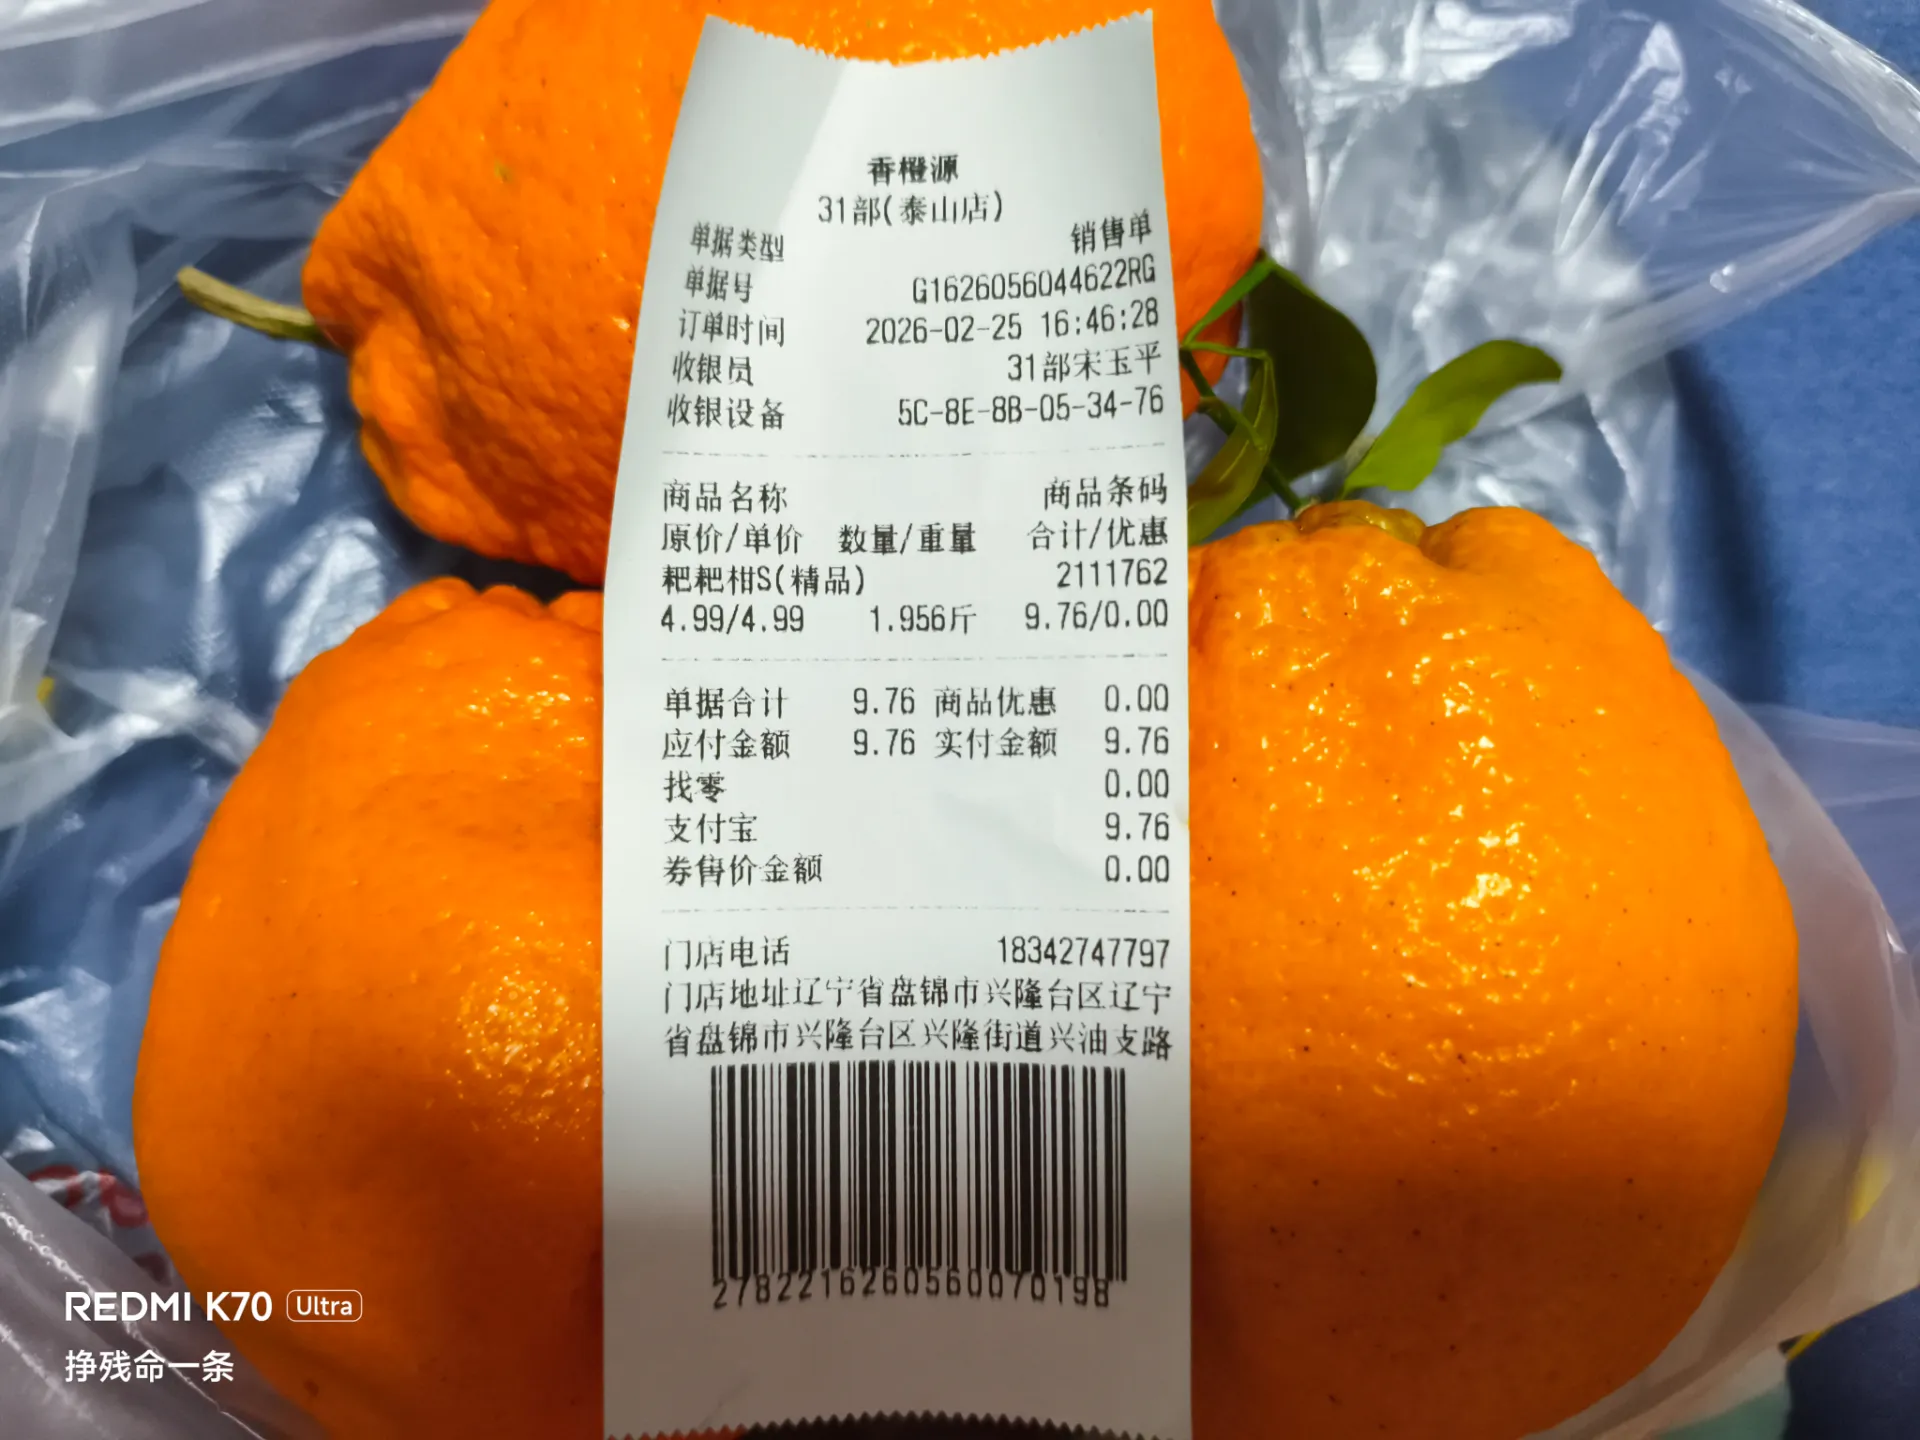 香橙源
31部(泰山店)
单据类型 销售单
单据号 G1626056044622RG
订单时间 2026-02-25 16:46:28
收银员 31部宋玉平
收银设备 5C-8E-8B-05-34-76
商品名称 商品条码
原价/单价 数量/重量 合计/优惠
粑粑柑S(精品) 2111762
4.99/4.99 1.956斤 9.76/0.00
单据合计 9.76 商品优惠 0.00
应付金额 9.76 实付金额 9.76
找零 0.00
支付宝 9.76
券售价金额 0.00
门店电话 18342747797
门店地址辽宁省盘锦市兴隆台区辽宁
省盘锦市兴隆台区兴隆街道兴油支路
2782216260560070198
REDMI K70 Ultra
挣残命一条